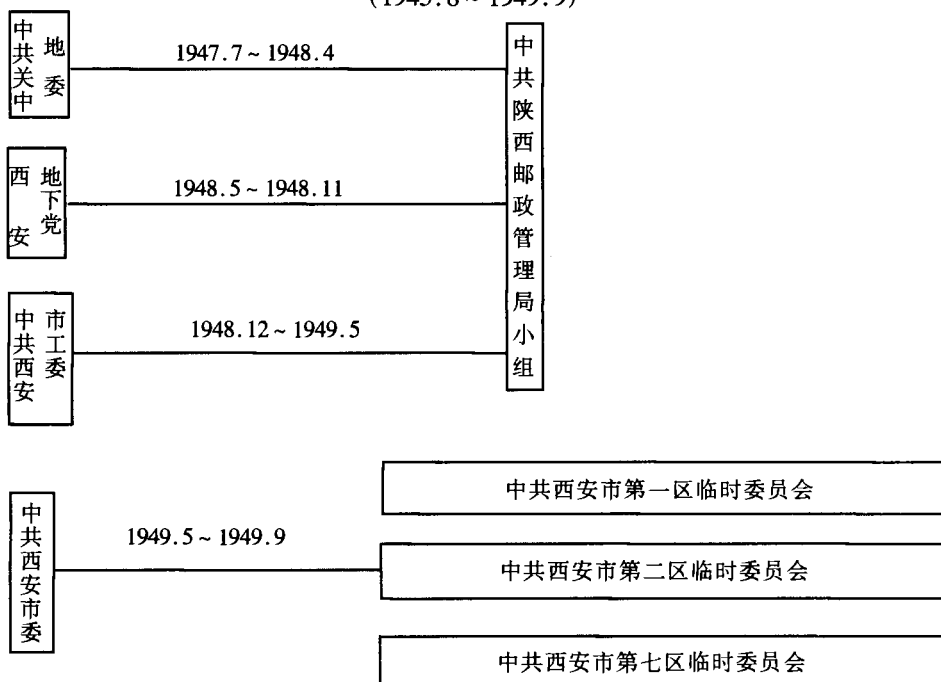 (1945.8~1949.9)
中共关中
地委
1947.7~1948.4
中共陕西邮政管理局小组
西安
地下党
1948.5~1948.11
中共西安
市工委
1948.12~1949.5
中共西安市委
1949.5~1949.9
中共西安市第一区临时委员会
中共西安市第二区临时委员会
中共西安市第七区临时委员会